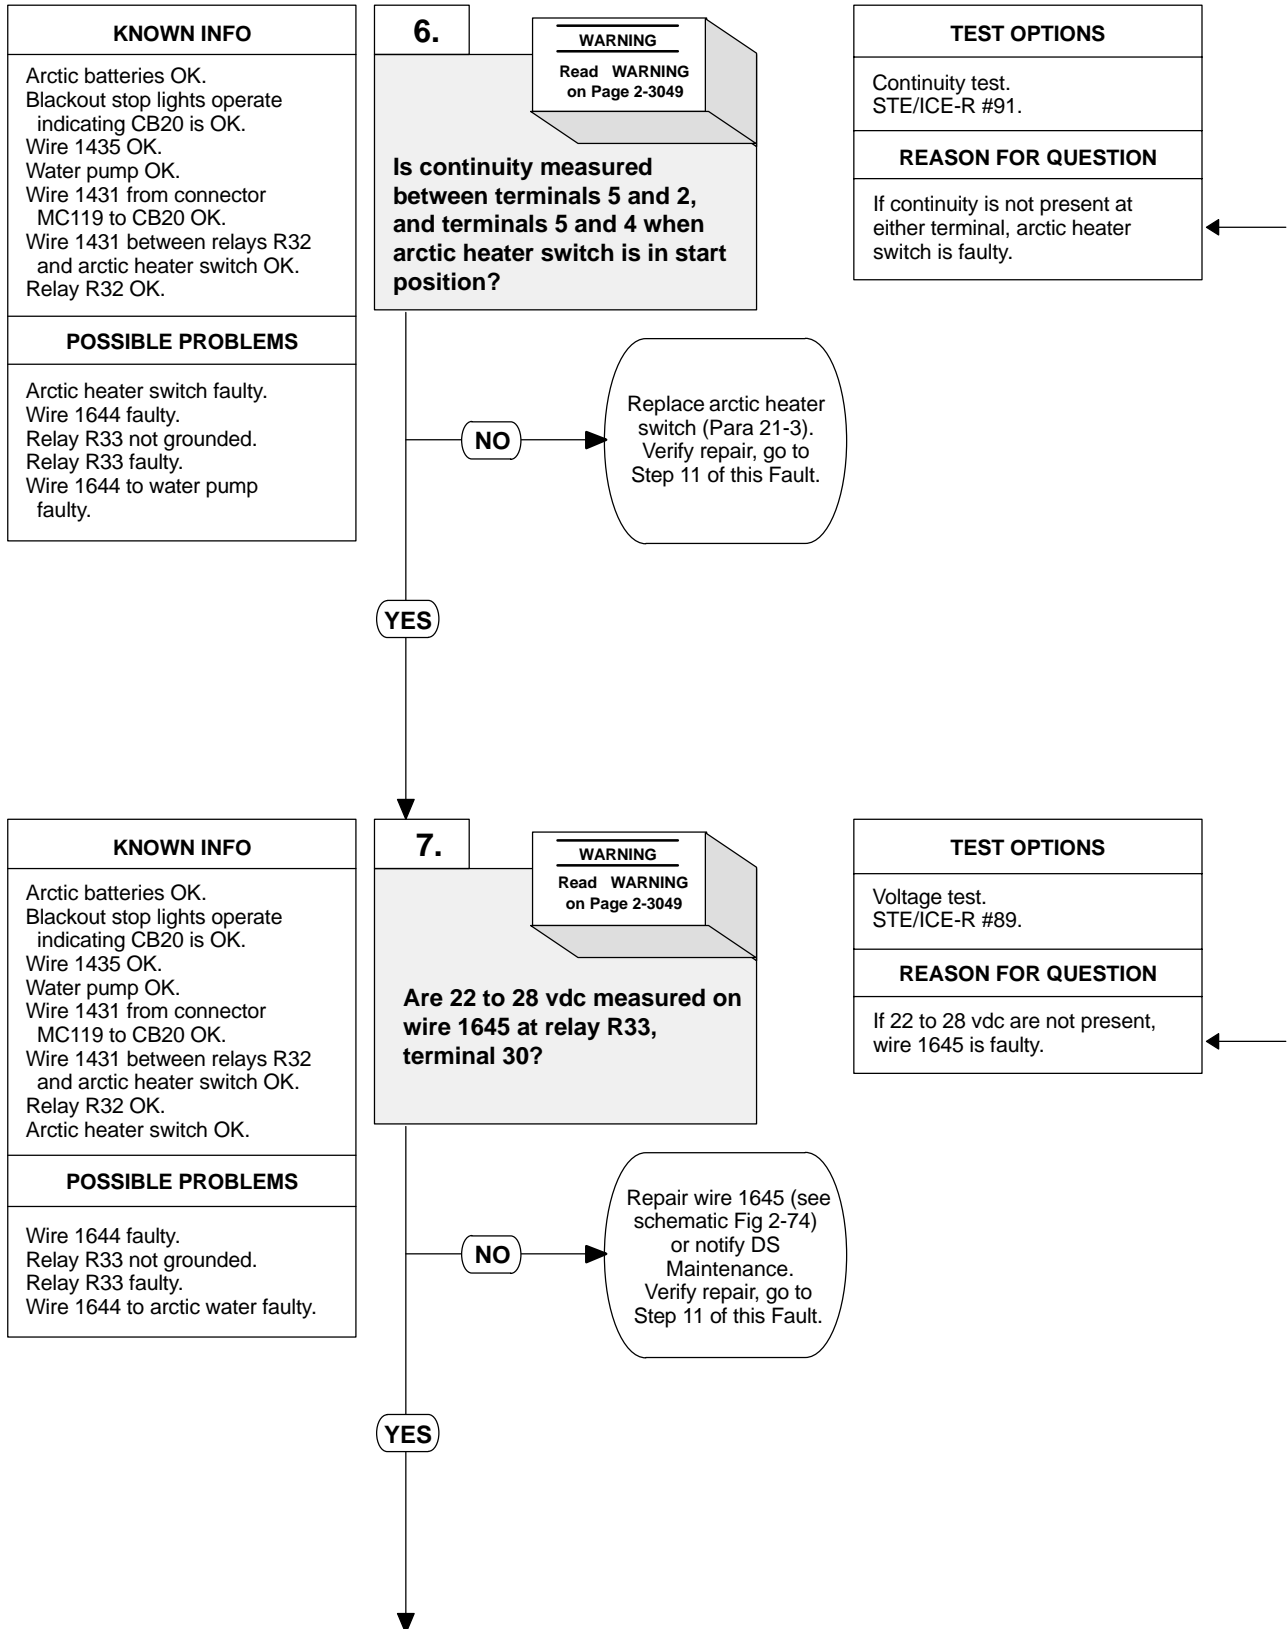 KNOWN INFO
Arctic batteries OK.
Blackout stop lights operate
indicating CB20 is OK.
Wire 1435 OK.
Water pump OK.
Wire 1431 from connector
MC119 to CB20 OK.
Wire 1431 between relays R32
and arctic heater switch OK.
Relay R32 OK.
POSSIBLE PROBLEMS
Arctic heater switch faulty.
Wire 1644 faulty.
Relay R33 not grounded.
Relay R33 faulty.
Wire 1644 to water pump
faulty.
6.
WARNING
Read WARNING
on Page 2-3049
Is continuity measured
between terminals 5 and 2,
and terminals 5 and 4 when
arctic heater switch is in start
position?
TEST OPTIONS
Continuity test.
STE/ICE-R #91.
REASON FOR QUESTION
If continuity is not present at
either terminal, arctic heater
switch is faulty.
NO
Replace arctic heater
switch (Para 21-3).
Verify repair, go to
Step 11 of this Fault.
YES
KNOWN INFO
Arctic batteries OK.
Blackout stop lights operate
indicating CB20 is OK.
Wire 1435 OK.
Water pump OK.
Wire 1431 from connector
MC119 to CB20 OK.
Wire 1431 between relays R32
and arctic heater switch OK.
Relay R32 OK.
Arctic heater switch OK.
POSSIBLE PROBLEMS
Wire 1644 faulty.
Relay R33 not grounded.
Relay R33 faulty.
Wire 1644 to arctic water faulty.
7.
WARNING
Read WARNING
on Page 2-3049
Are 22 to 28 vdc measured on
wire 1645 at relay R33,
terminal 30?
TEST OPTIONS
Voltage test.
STE/ICE-R #89.
REASON FOR QUESTION
If 22 to 28 vdc are not present,
wire 1645 is faulty.
NO
Repair wire 1645 (see
schematic Fig 2-74)
or notify DS
Maintenance.
Verify repair, go to
Step 11 of this Fault.
YES